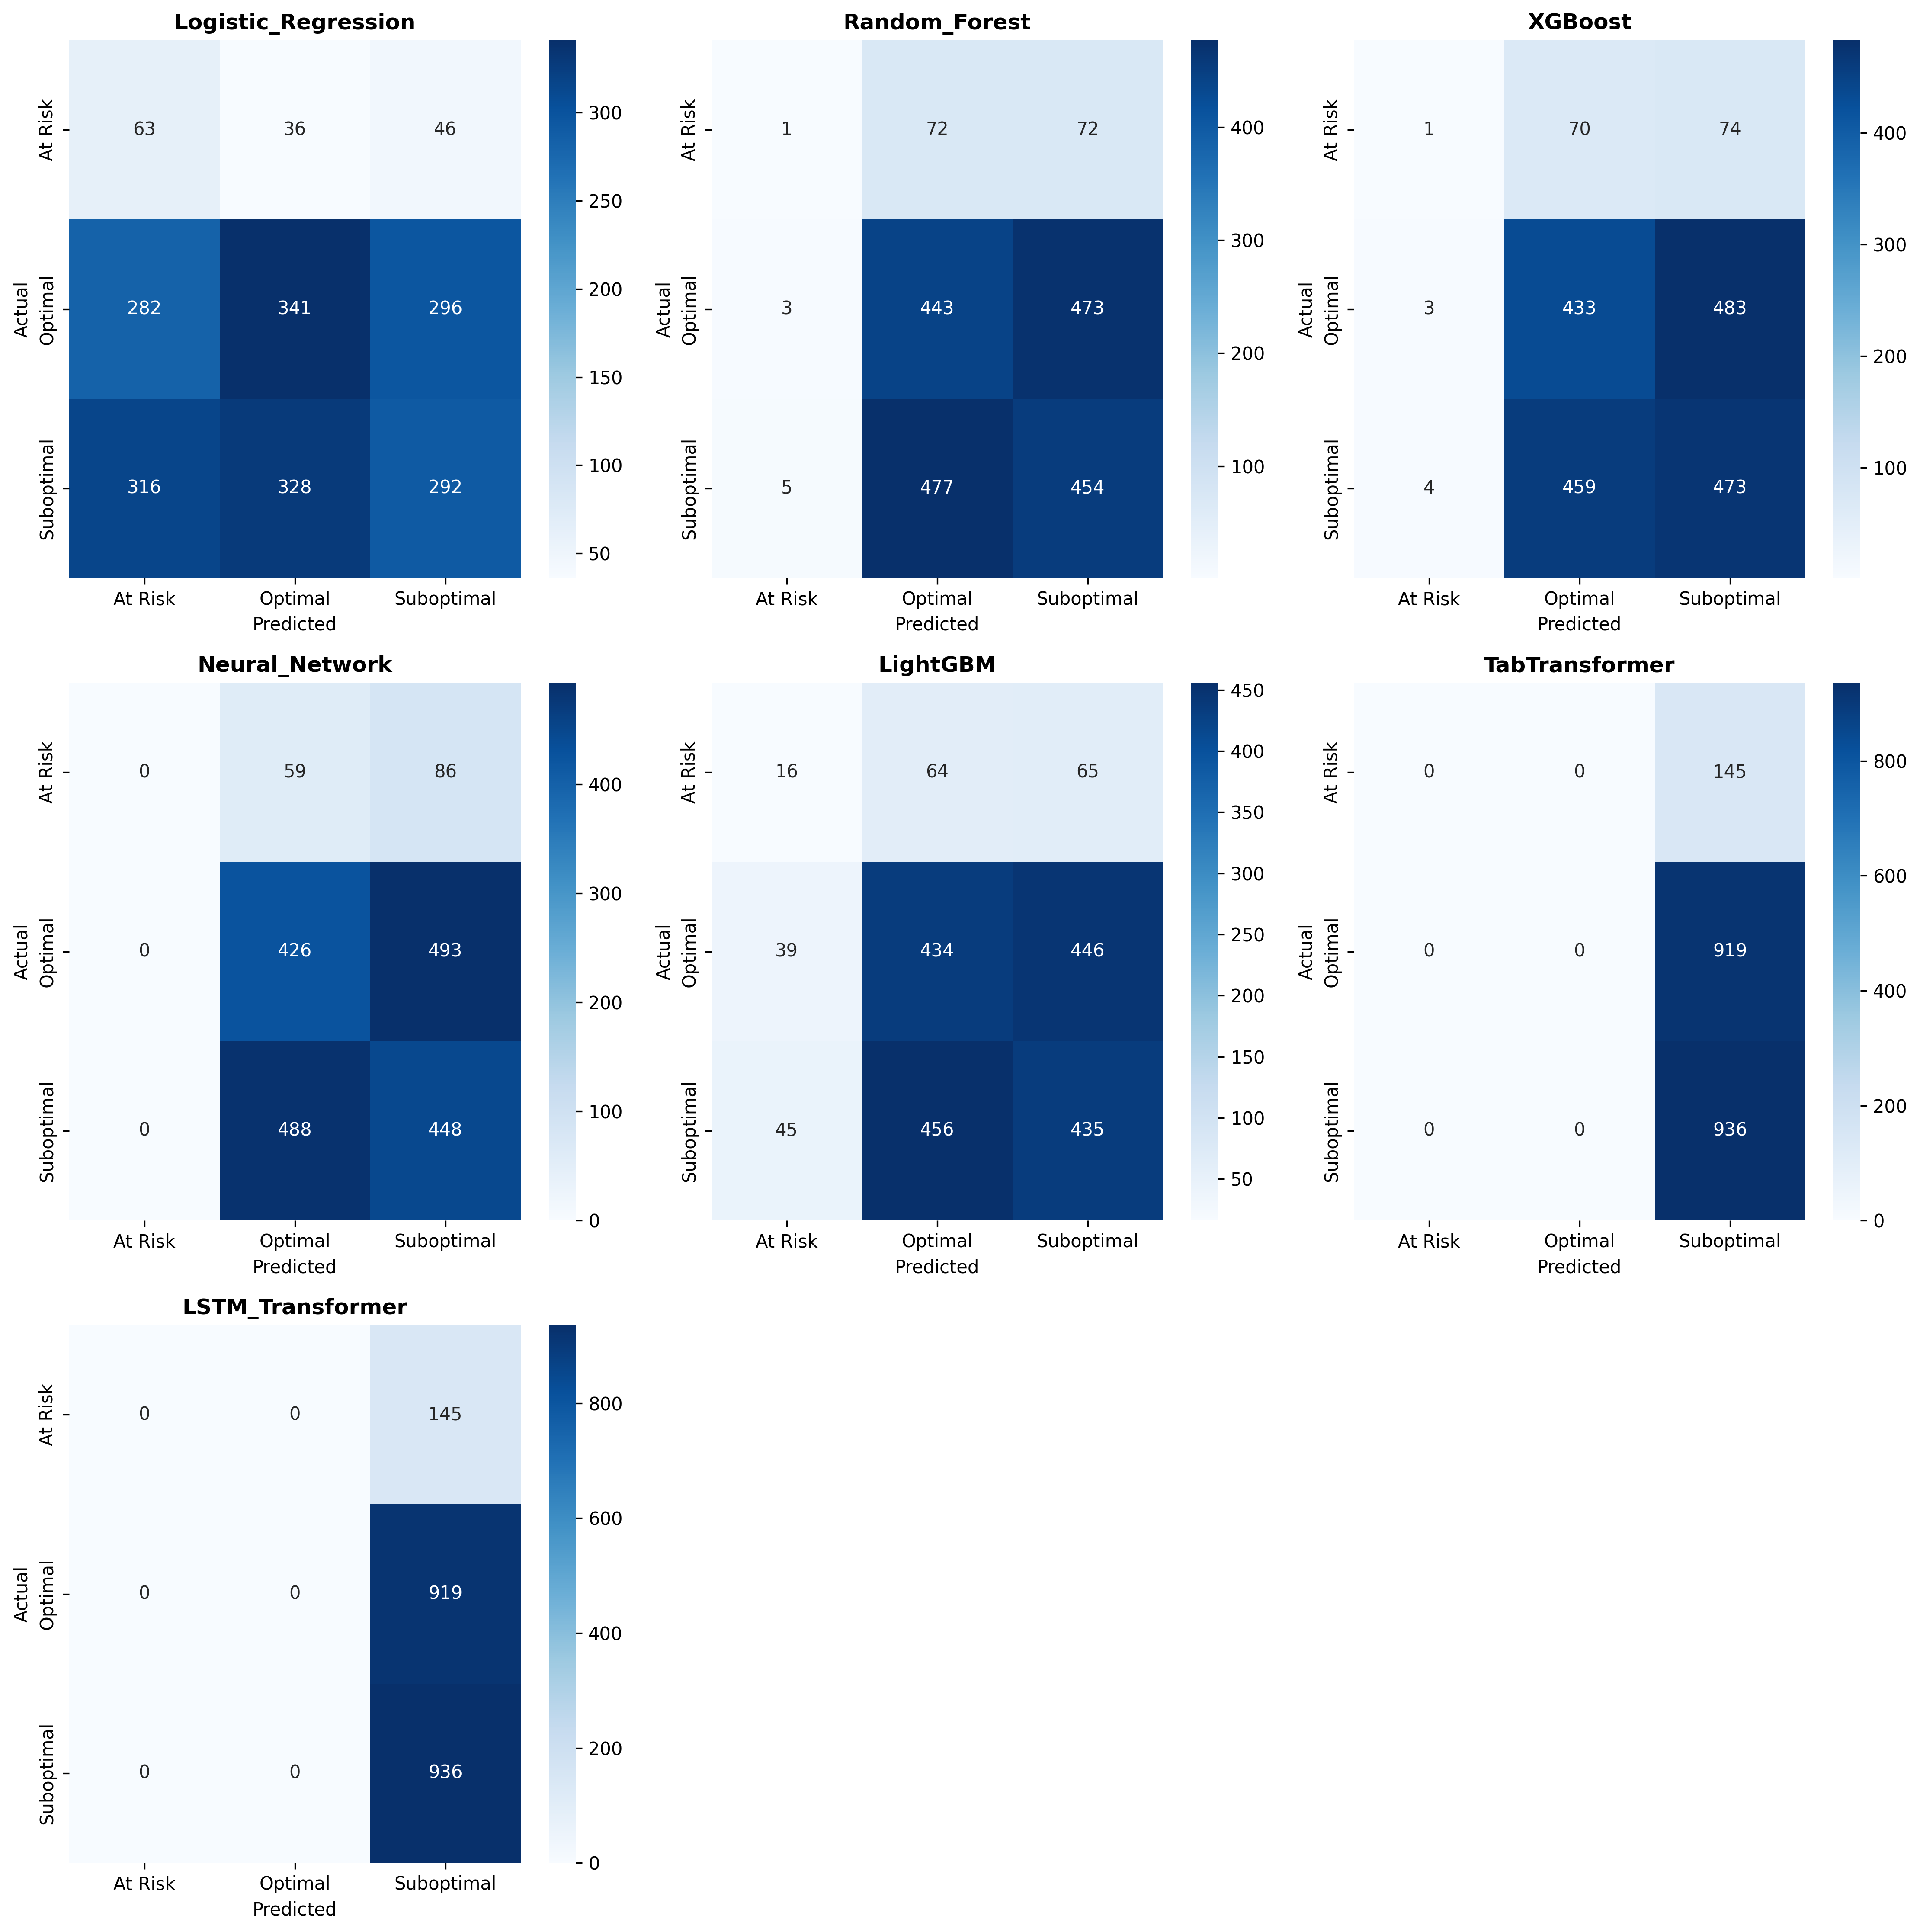 Logistic_Regression
At Risk
Optimal
Suboptimal
Actual
63 36 46
282 341 296
316 328 292
At Risk Optimal Suboptimal
Predicted
300
250
200
150
100
50
Random_Forest
At Risk
Optimal
Suboptimal
Actual
1 72 72
3 443 473
5 477 454
At Risk Optimal Suboptimal
Predicted
400
300
200
100
XGBoost
At Risk
Optimal
Suboptimal
Actual
1 70 74
3 433 483
4 459 473
At Risk Optimal Suboptimal
Predicted
400
300
200
100
Neural_Network
At Risk
Optimal
Suboptimal
Actual
0 59 86
0 426 493
0 488 448
At Risk Optimal Suboptimal
Predicted
400
300
200
100
0
LightGBM
At Risk
Optimal
Suboptimal
Actual
16 64 65
39 434 446
45 456 435
At Risk Optimal Suboptimal
Predicted
450
400
350
300
250
200
150
100
50
TabTransformer
At Risk
Optimal
Suboptimal
Actual
0 0 145
0 0 919
0 0 936
At Risk Optimal Suboptimal
Predicted
800
600
400
200
0
LSTM_Transformer
At Risk
Optimal
Suboptimal
Actual
0 0 145
0 0 919
0 0 936
At Risk Optimal Suboptimal
Predicted
800
600
400
200
0